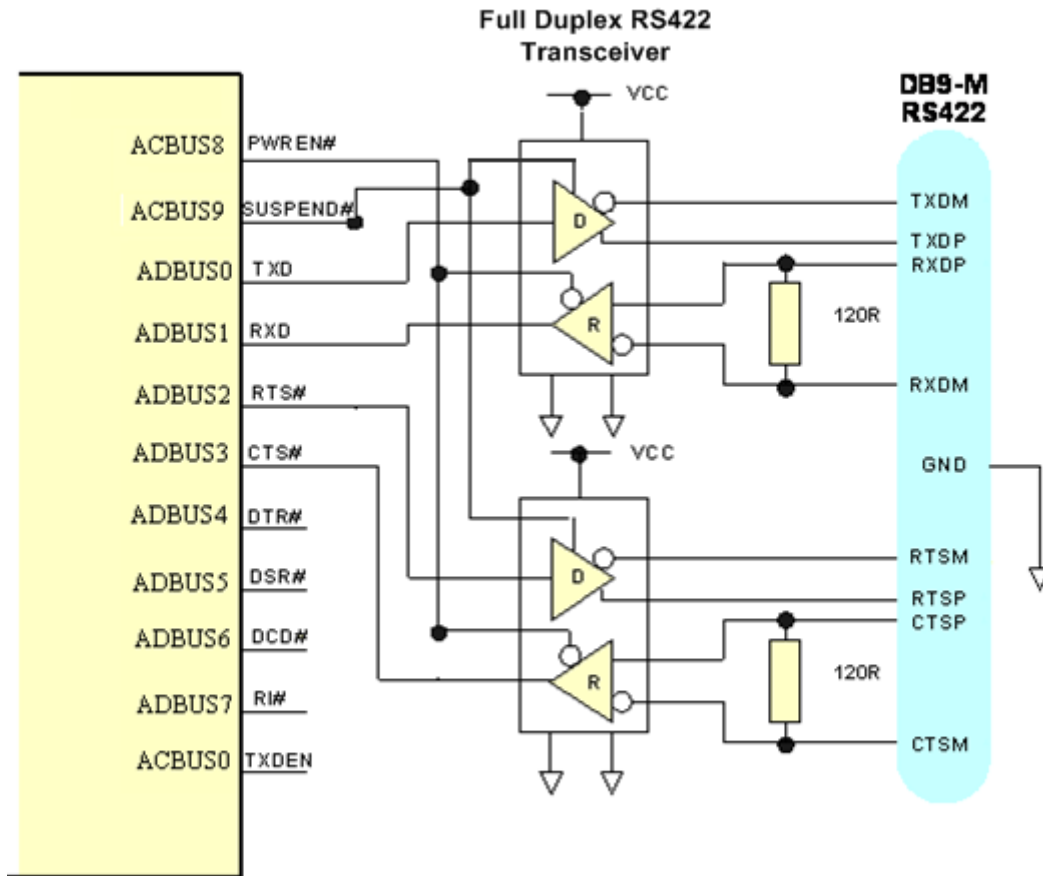 Full Duplex RS422
Transceiver
VCC
DB9-M
RS422
ACBUS8 PWREN#
ACBUS9 SUSPEND#
ADBUS0 TXD
ADBUS1 RXD
ADBUS2 RTS#
ADBUS3 CTS#
ADBUS4 DTR#
ADBUS5 DSR#
ADBUS6 DCD#
ADBUS7 RI#
ACBUS0 TXDEN
D
R
VCC
D
R
120R
120R
TXDM
TXDP
RXDP
RXDM
GND
RTSM
RTSP
CTSP
CTSM